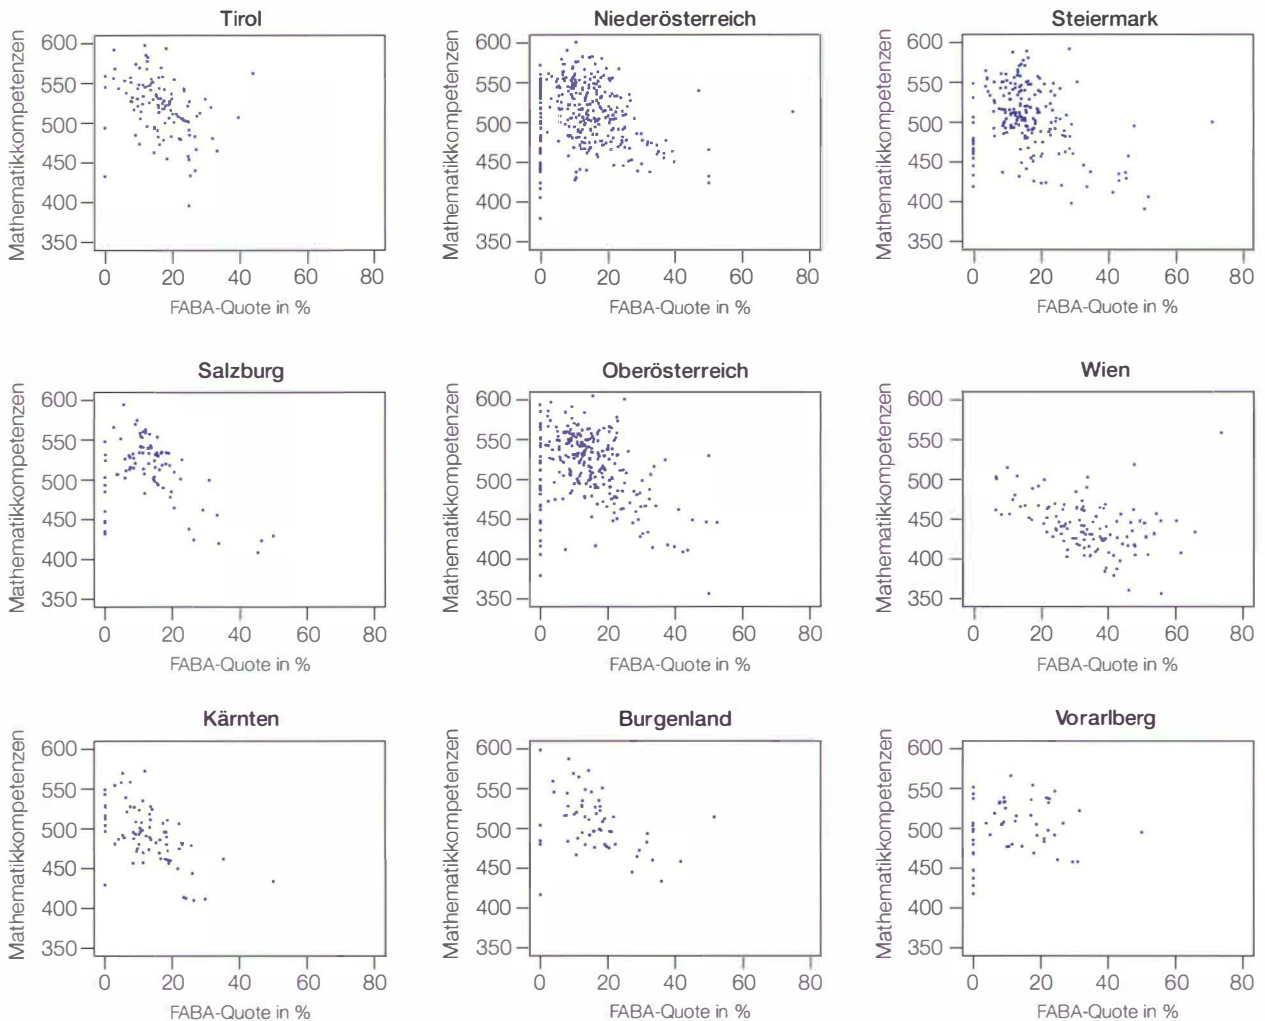 Tirol
Mathematikkompetenzen
600
550
500
450
400
350
0 20 40 60 80
FABA-Quote in %
Niederösterreich
Mathematikkompetenzen
600
550
500
450
400
350
0 20 40 60 80
FABA-Quote in %
Steiermark
Mathematikkompetenzen
600
550
500
450
400
350
0 20 40 60 80
FABA-Quote in %
Salzburg
Mathematikkompetenzen
600
550
500
450
400
350
0 20 40 60 80
FABA-Quote in %
Oberösterreich
Mathematikkompetenzen
600
550
500
450
400
350
0 20 40 60 80
FABA-Quote in %
Wien
Mathematikkompetenzen
600
550
500
450
400
350
0 20 40 60 80
FABA-Quote in %
Kärnten
Mathematikkompetenzen
600
550
500
450
400
350
0 20 40 60 80
FABA-Quote in %
Burgenland
Mathematikkompetenzen
600
550
500
450
400
350
0 20 40 60 80
FABA-Quote in %
Vorarlberg
Mathematikkompetenzen
600
550
500
450
400
350
0 20 40 60 80
FABA-Quote in %